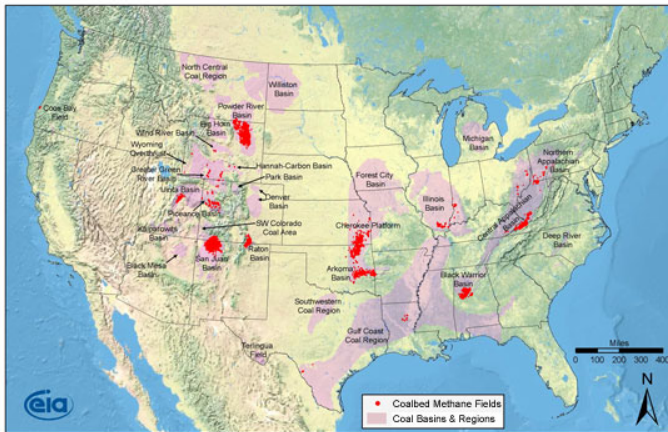 North Central
Coal Region
Williston
Basin
Coos Bay
Field
Powder River
Basin
Big Horn
Basin
Wind River Basin
Wyoming
Overthrust
Greater Green
River Basin
Hannah-Carbon Basin
Park Basin
Uinta Basin
Denver
Basin
Piceance Basin
SW Colorado
Coal Area
Kaiparowits
Basin
Black Mesa
Basin
San Juan
Basin
Raton
Basin
Forest City
Basin
Cherokee Platform
Arkoma
Basin
Illinois
Basin
Michigan
Basin
Northern
Appalachian
Basin
Central Appalachian
Basin
Deep River
Basin
Black Warrior
Basin
Southwestern
Coal Region
Gulf Coast
Coal Region
Terlingua
Field
Miles
0 100 200 300 400
N
eia
Coalbed Methane Fields
Coal Basins & Regions